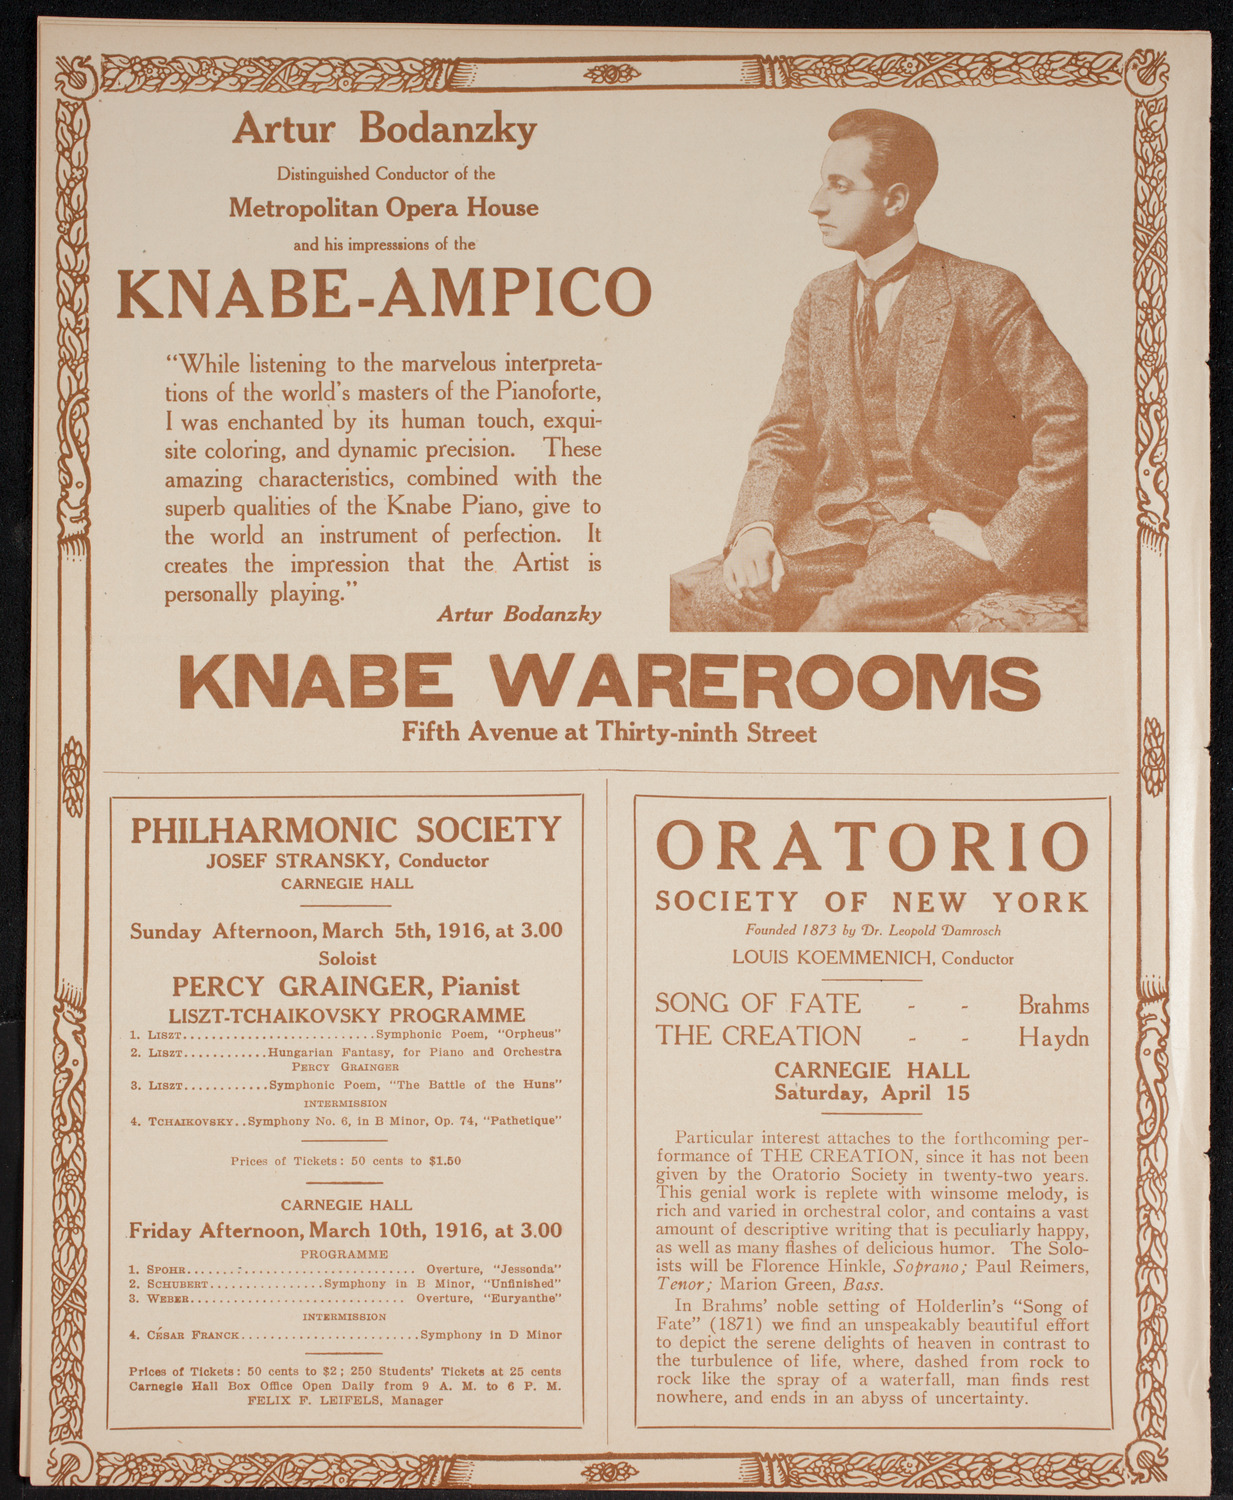 Artur Bodanzky
Distinguished Conductor of the
Metropolitan Opera House
and his impresssions of the
KNABE-AMPICO
“While listening to the marvelous interpreta-
tions of the world's masters of the Pianoforte,
I was enchanted by its human touch, exqui-
site coloring, and dynamic precision. These
amazing characteristics, combined with the
superb qualities of the Knabe Piano, give to
the world an instrument of perfection. It
creates the impression that the Artist is
personally playing.”
Artur Bodanzky
KNABE WAREROOMS
Fifth Avenue at Thirty-ninth Street
PHILHARMONIC SOCIETY
JOSEF STRANSKY, Conductor
CARNEGIE HALL
Sunday Afternoon, March 5th, 1916, at 3.00
Soloist
PERCY GRAINGER, Pianist
LISZT-TCHAIKOVSKY PROGRAMME
1. LISZT...........................Symphonic Poem, “Orpheus”
2. LISZT............Hungarian Fantasy, for Piano and Orchestra
PERCY GRAINGER
3. LISZT............Symphonic Poem, “The Battle of the Huns”
INTERMISSION
4. TCHAIKOVSKY..Symphony No. 6, in B Minor, Op. 74, “Pathetique”
Prices of Tickets: 50 cents to $1.50
CARNEGIE HALL
Friday Afternoon, March 10th, 1916, at 3.00
PROGRAMME
1. SPOHR................................ Overture, “Jessonda”
2. SCHUBERT................Symphony in B Minor, “Unfinished”
3. WEBER.............................. Overture, “Euryanthe”
INTERMISSION
4. CÉSAR FRANCK.........................Symphony in D Minor
Prices of Tickets: 50 cents to $2; 250 Students' Tickets at 25 cents
Carnegie Hall Box Office Open Daily from 9 A. M. to 6 P. M.
FELIX F. LEIFELS, Manager
ORATORIO
SOCIETY OF NEW YORK
Founded 1873 by Dr. Leopold Damrosch
LOUIS KOEMMENICH, Conductor
SONG OF FATE - - Brahms
THE CREATION - - Haydn
CARNEGIE HALL
Saturday, April 15
Particular interest attaches to the forthcoming per-
formance of THE CREATION, since it has not been
given by the Oratorio Society in twenty-two years.
This genial work is replete with winsome melody, is
rich and varied in orchestral color, and contains a vast
amount of descriptive writing that is peculiarly happy,
as well as many flashes of delicious humor. The Solo-
ists will be Florence Hinkle, Soprano; Paul Reimers,
Tenor; Marion Green, Bass.
In Brahms' noble setting of Holderlin's “Song of
Fate” (1871) we find an unspeakably beautiful effort
to depict the serene delights of heaven in contrast to
the turbulence of life, where, dashed from rock to
rock like the spray of a waterfall, man finds rest
nowhere, and ends in an abyss of uncertainty.